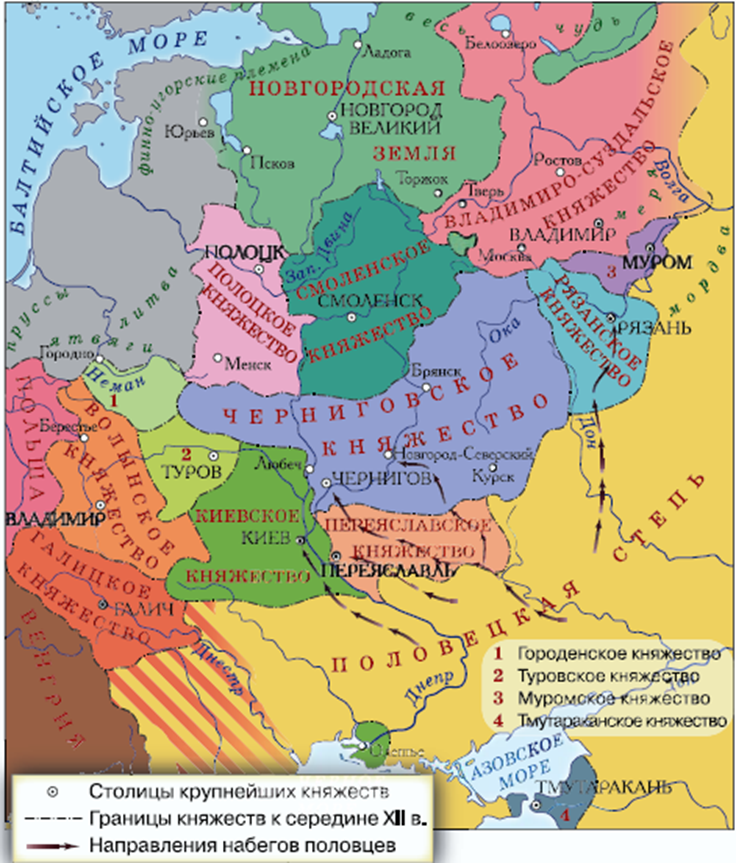 БАЛТИЙСКОЕ МОРЕ
финно-угорские племена
весь
чудь
Белоозеро
Ладога
НОВГОРОДСКАЯ
ЗЕМЛЯ
НОВГОРОД
ВЕЛИКИЙ
Юрьев
Псков
Торжок
Тверь
Ростов
ВЛАДИМИРО-СУЗДАЛЬСКОЕ
КНЯЖЕСТВО
Волга
меря
ВЛАДИМИР
Москва
3
МУРОМ
мордва
ПОЛОЦК
ПОЛОЦКОЕ
КНЯЖЕСТВО
Зап. Двина
СМОЛЕНСКОЕ
КНЯЖЕСТВО
СМОЛЕНСК
РЯЗАНСКОЕ
КНЯЖЕСТВО
РЯЗАНЬ
пруссы
литва
ятвяги
Городно
Неман
1
Менск
Брянск
Ока
ЧЕРНИГОВСКОЕ
КНЯЖЕСТВО
ПОЛЬША
Берестье
ВОЛЫНСКОЕ
КНЯЖЕСТВО
2
ТУРОВ
Любеч
Новгород-Северский
ЧЕРНИГОВ
Курск
Дон
ВЛАДИМИР
КИЕВСКОЕ
КНЯЖЕСТВО
КИЕВ
ПЕРЕЯСЛАВСКОЕ
КНЯЖЕСТВО
ПЕРЕЯСЛАВЛЬ
ГАЛИЦКОЕ
КНЯЖЕСТВО
ГАЛИЧ
ВЕНГРИЯ
Днестр
ПОЛОВЕЦКАЯ СТЕПЬ
Днепр
Олешье
АЗОВСКОЕ
МОРЕ
ТМУТАРАКАНЬ
4
1 Городенское княжество
2 Туровское княжество
3 Муромское княжество
4 Тмутараканское княжество
Столицы крупнейших княжеств
Границы княжеств к середине XII в.
Направления набегов половцев